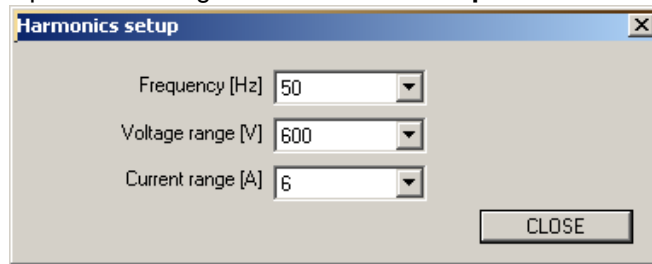 Harmonics setup
Frequency [Hz] 50
Voltage range [V] 600
Current range [A] 6
CLOSE